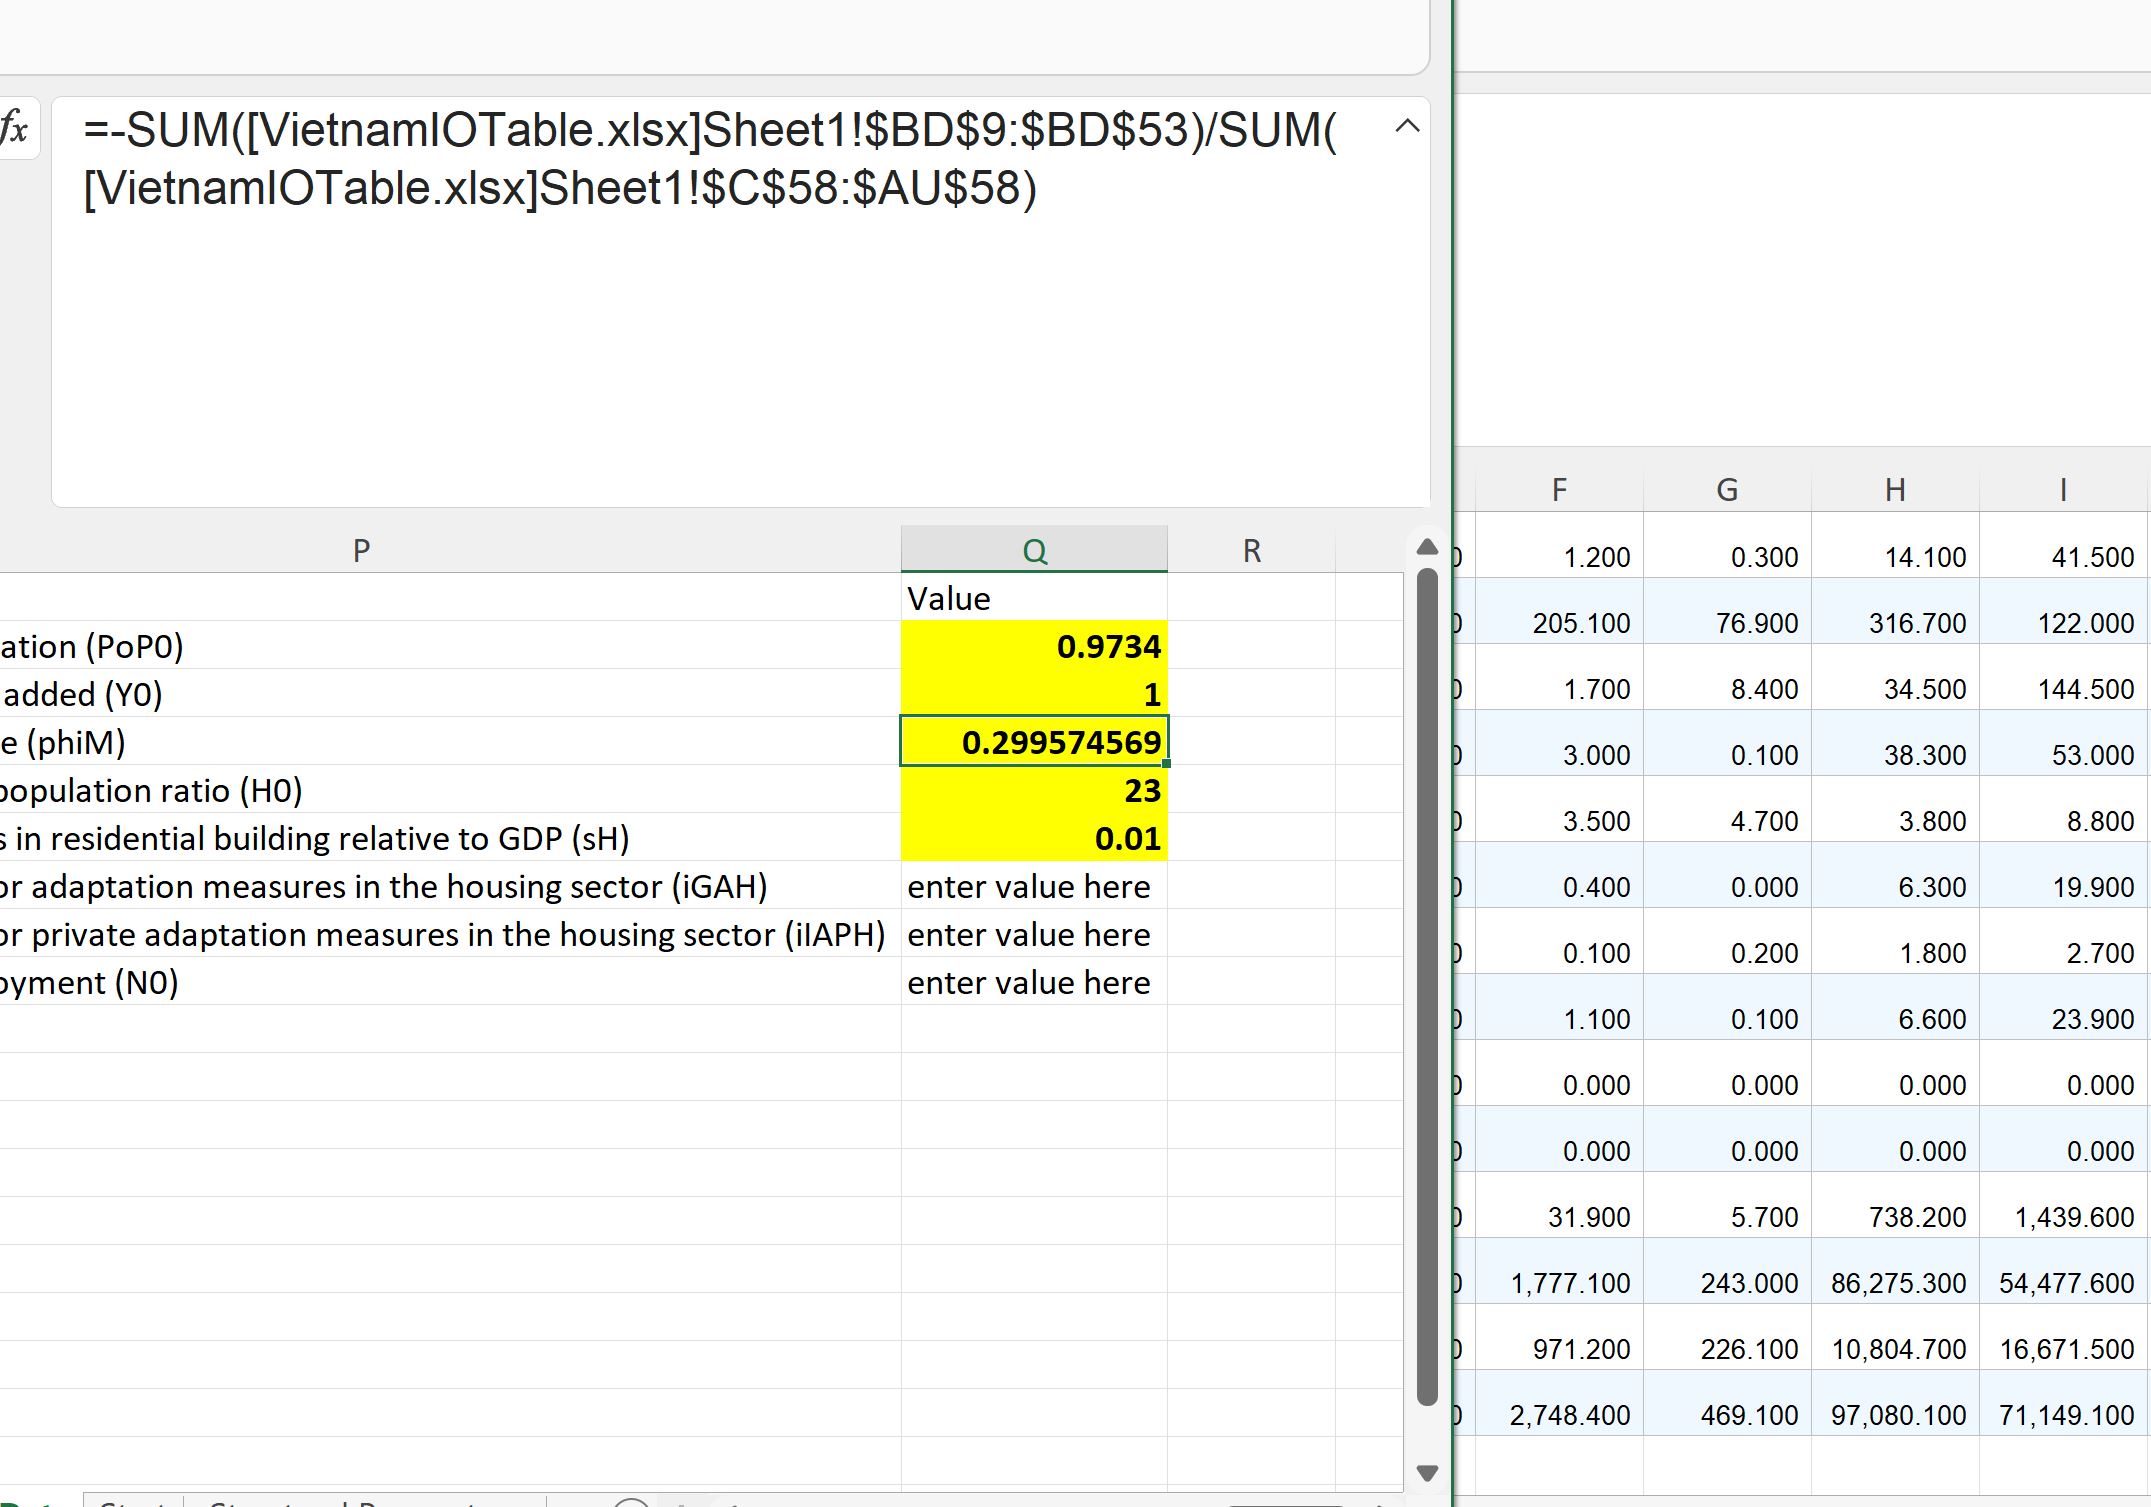 fx
=-SUM([VietnamIOTable.xlsx]Sheet1!$BD$9:$BD$53)/SUM(
[VietnamIOTable.xlsx]Sheet1!$C$58:$AU$58)
P Q R
Value
ation (PoP0) 0.9734
added (Y0) 1
e (phiM) 0.299574569
population ratio (H0) 23
s in residential building relative to GDP (sH) 0.01
or adaptation measures in the housing sector (iGAH) enter value here
or private adaptation measures in the housing sector (iIAPH) enter value here
oyment (N0) enter value here
F G H I
1.200 0.300 14.100 41.500
205.100 76.900 316.700 122.000
1.700 8.400 34.500 144.500
3.000 0.100 38.300 53.000
3.500 4.700 3.800 8.800
0.400 0.000 6.300 19.900
0.100 0.200 1.800 2.700
1.100 0.100 6.600 23.900
0.000 0.000 0.000 0.000
0.000 0.000 0.000 0.000
31.900 5.700 738.200 1,439.600
1,777.100 243.000 86,275.300 54,477.600
971.200 226.100 10,804.700 16,671.500
2,748.400 469.100 97,080.100 71,149.100